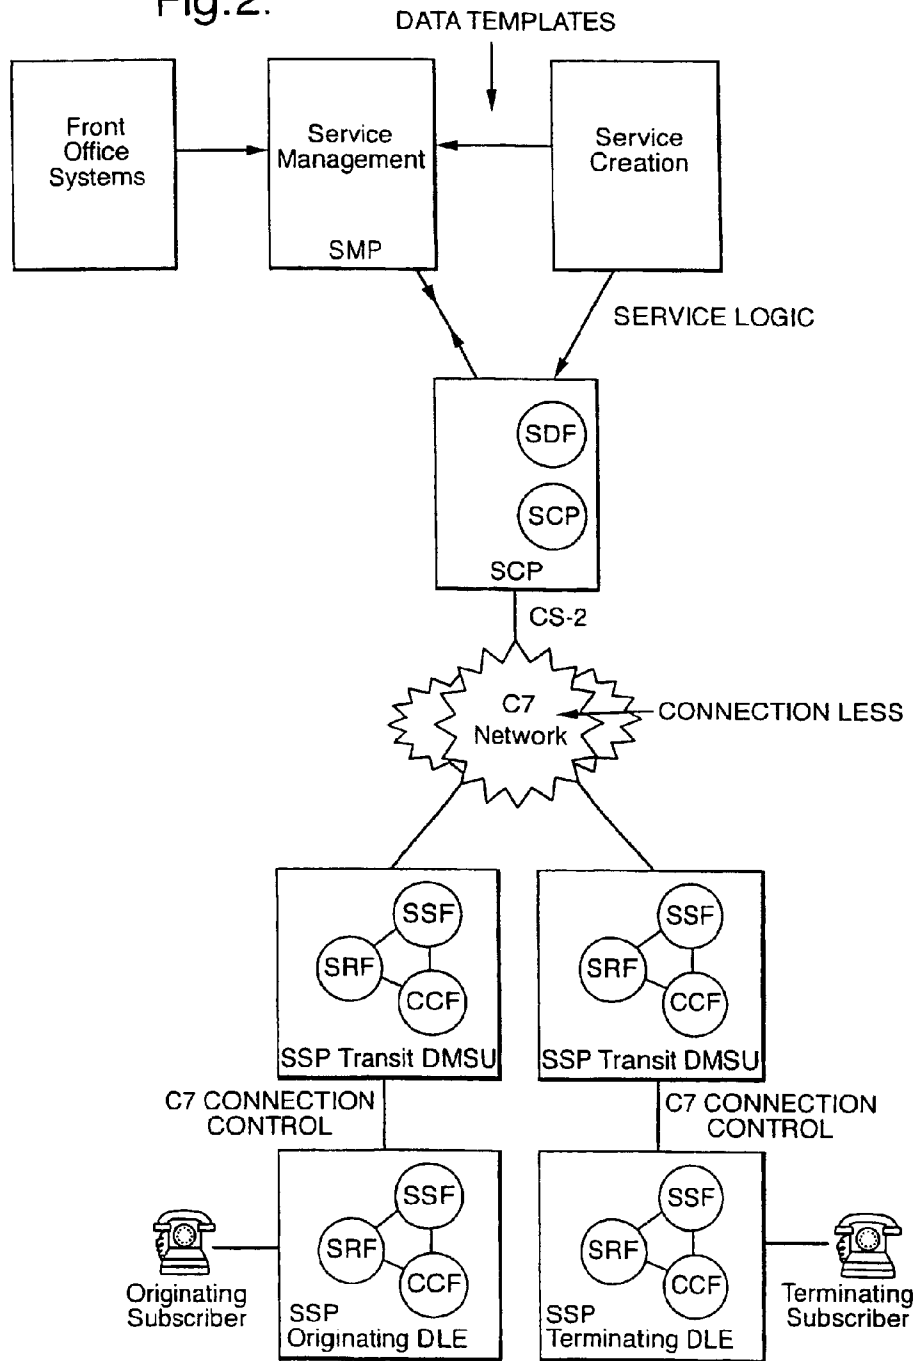 Fig.2.
DATA TEMPLATES
Front
Office
Systems
Service
Management
SMP
Service
Creation
SERVICE LOGIC
SDF
SCP
SCP
CS-2
C7
Network
CONNECTION LESS
SSF
SRF
CCF
SSP Transit DMSU
SSF
SRF
CCF
SSP Transit DMSU
C7 CONNECTION
CONTROL
C7 CONNECTION
CONTROL
Originating
Subscriber
SSF
SRF
CCF
SSP
Originating DLE
SSF
SRF
CCF
SSP
Terminating DLE
Terminating
Subscriber